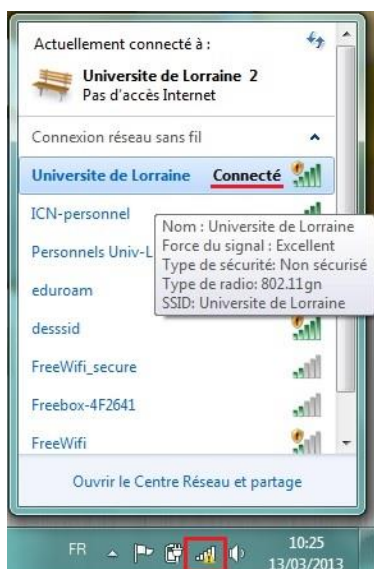 Actuellement connecté à :
Universite de Lorraine 2
Pas d'accès Internet
Connexion réseau sans fil
Universite de Lorraine Connecté
ICN-personnel
Personnels Univ-L
eduroam
desssid
FreeWifi_secure
Freebox-4F2641
FreeWifi
Nom : Universite de Lorraine
Force du signal : Excellent
Type de sécurité: Non sécurisé
Type de radio: 802.11gn
SSID: Universite de Lorraine
Ouvrir le Centre Réseau et partage
FR
10:25
13/03/2013